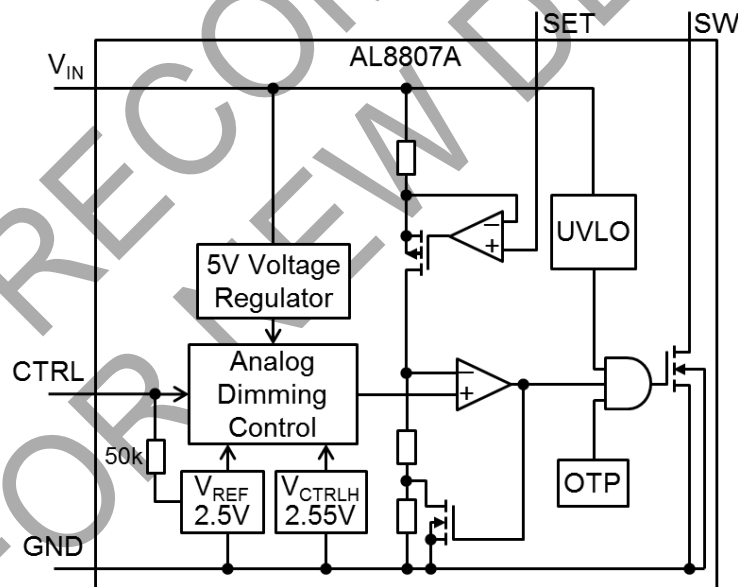 SET
SW
AL8807A
VIN
UVLO
5V Voltage
Regulator
CTRL
Analog
Dimming
Control
50k
VREF
2.5V
VCTRLH
2.55V
OTP
GND